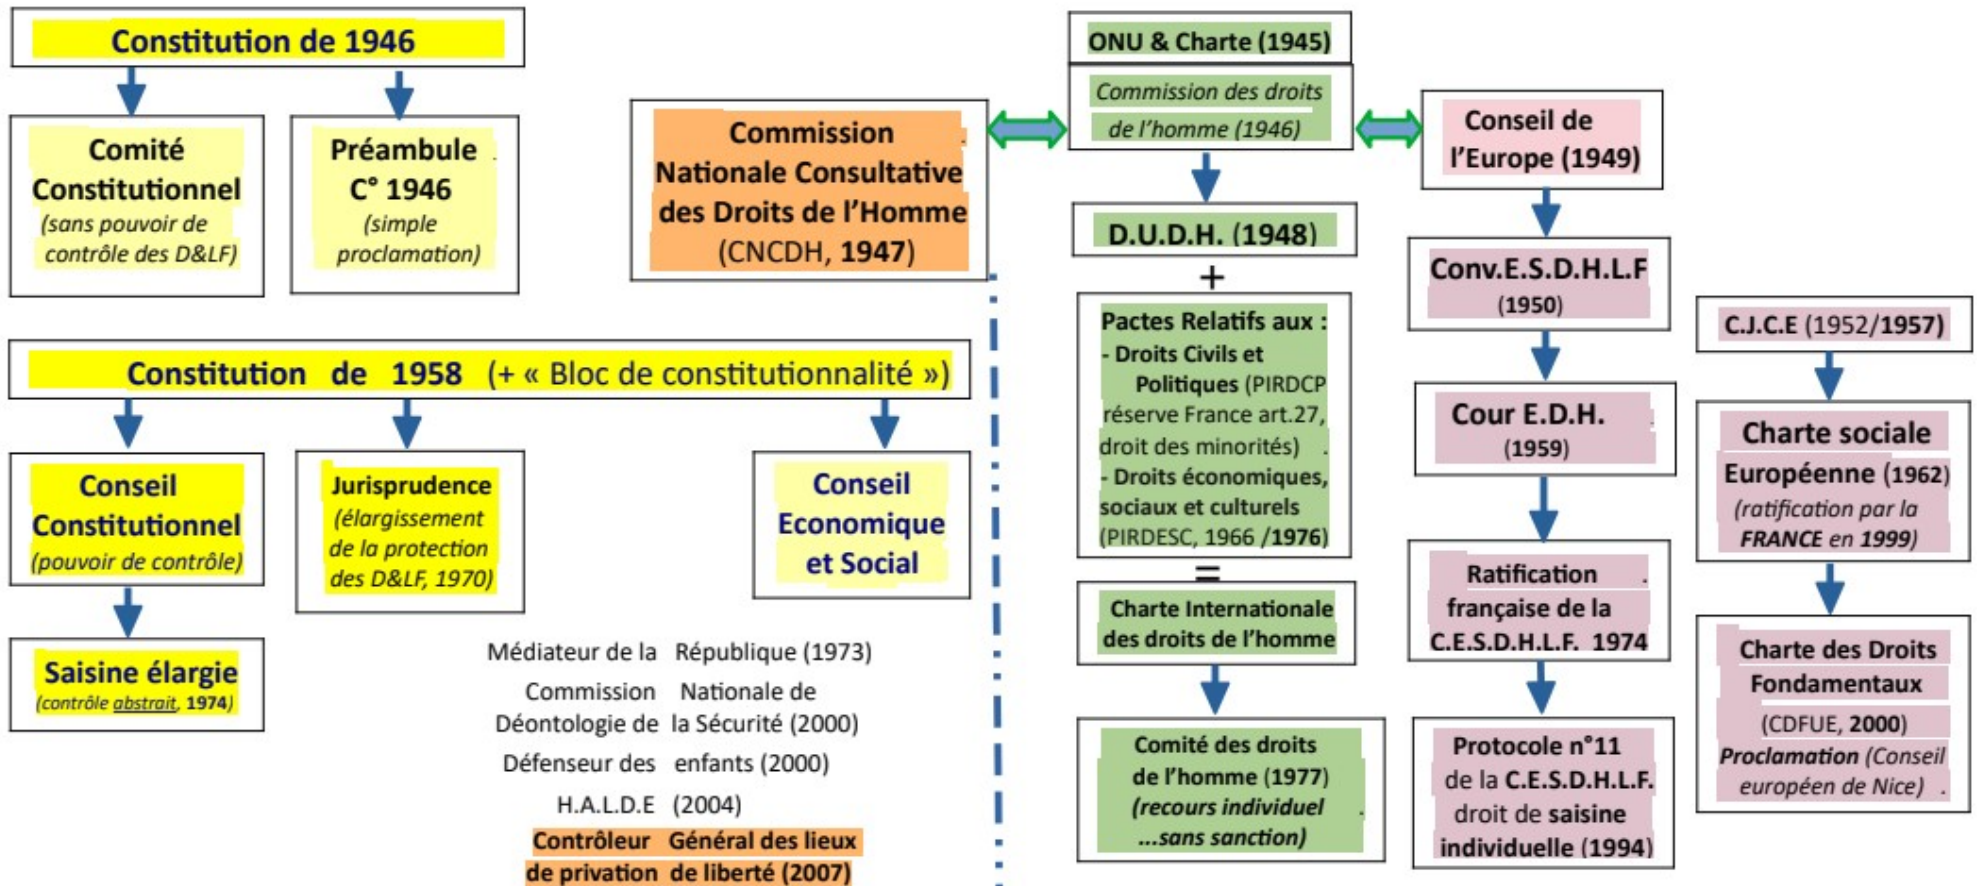 Constitution de 1946
Comité
Constitutionnel
(sans pouvoir de
contrôle des D&LF)
Préambule
C° 1946
(simple
proclamation)
Commission
Nationale Consultative
des Droits de l'Homme
(CNCDH, 1947)
ONU & Charte (1945)
Commission des droits
de l'homme (1946)
Conseil de
l'Europe (1949)
D.U.D.H. (1948)
+
Pactes Relatifs aux :
- Droits Civils et
Politiques (PIRDCP
réserve France art.27,
droit des minorités) .
- Droits économiques,
sociaux et culturels
(PIRDESC, 1966 /1976)
=
Charte Internationale
des droits de l'homme
Comité des droits
de l'homme (1977)
(recours individuel .
...sans sanction)
Conv.E.S.D.H.L.F
(1950)
Cour E.D.H.
(1959)
Ratification .
française de la
C.E.S.D.H.L.F. 1974
Protocole n°11
de la C.E.S.D.H.L.F.
droit de saisine
individuelle (1994)
C.J.C.E (1952/1957)
Charte sociale
Européenne (1962)
(ratification par la
FRANCE en 1999)
Charte des Droits
Fondamentaux
(CDFUE, 2000)
Proclamation (Conseil
européen de Nice) .
Constitution de 1958 (+ « Bloc de constitutionnalité »)
Conseil
Constitutionnel
(pouvoir de contrôle)
Saisine élargie
(contrôle abstrait, 1974)
Jurisprudence
(élargissement
de la protection
des D&LF, 1970)
Conseil
Economique
et Social
Médiateur de la République (1973)
Commission Nationale de
Déontologie de la Sécurité (2000)
Défenseur des enfants (2000)
H.A.L.D.E (2004)
Contrôleur Général des lieux
de privation de liberté (2007)